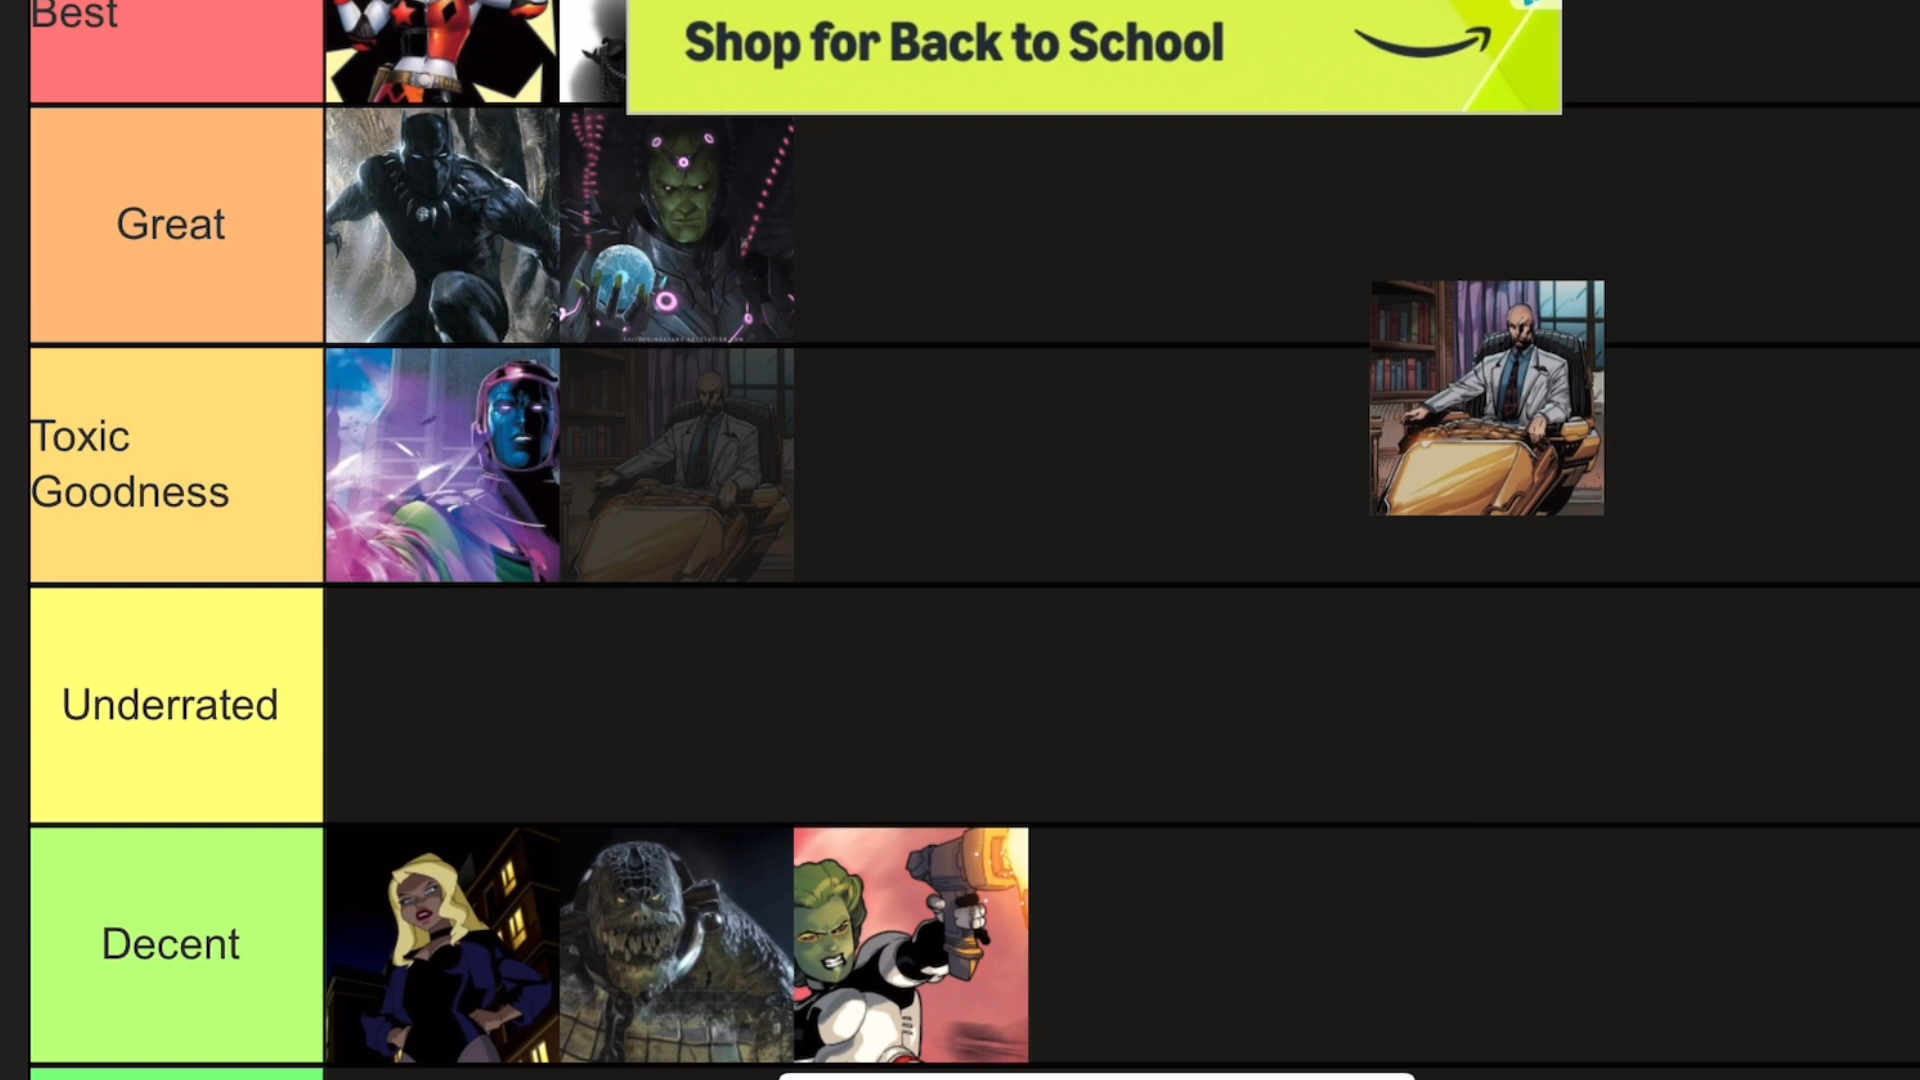 Best
Shop for Back to School
Great
Toxic
Goodness
Underrated
Decent